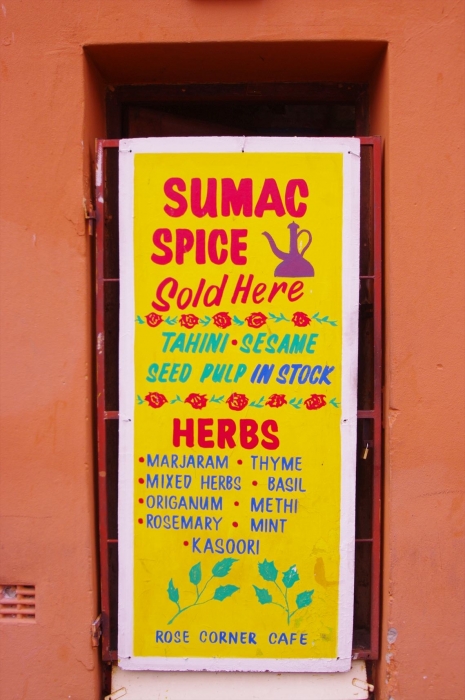 SUMAC
SPICE
Sold Here
TAHINI • SESAME
SEED PULP IN STOCK
HERBS
• MARJARAM • THYME
• MIXED HERBS • BASIL
• ORIGANUM • METHI
• ROSEMARY • MINT
• KASOORI
ROSE CORNER CAFE